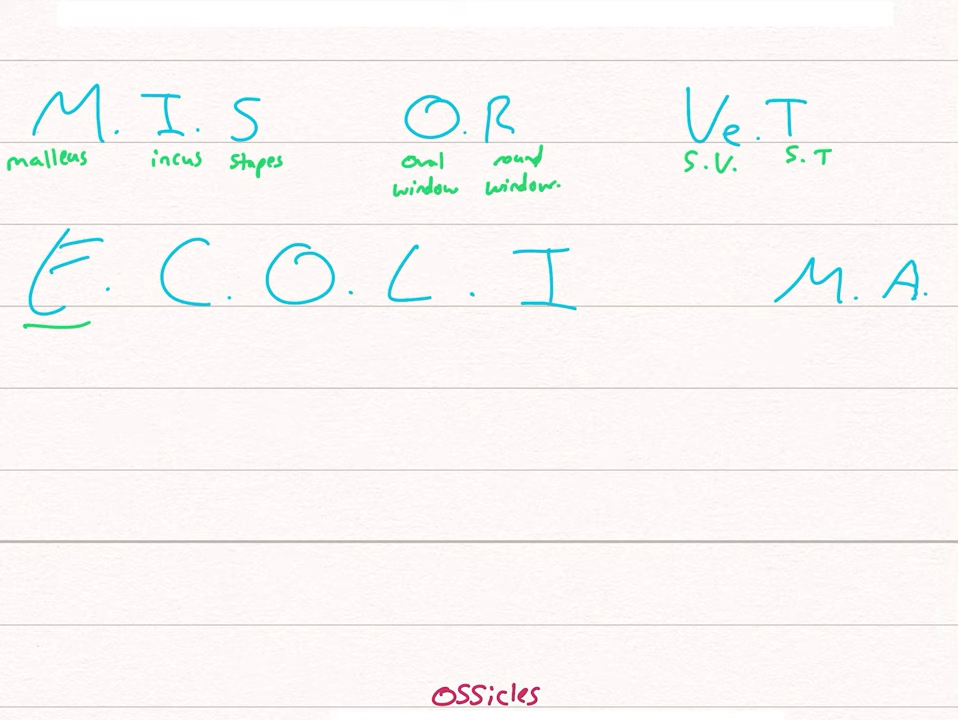 M. I. S O. R Ve. T
malleus incus stapes oval window round window. S.V. S.T
E. C. O. L. I M. A.
ossicles